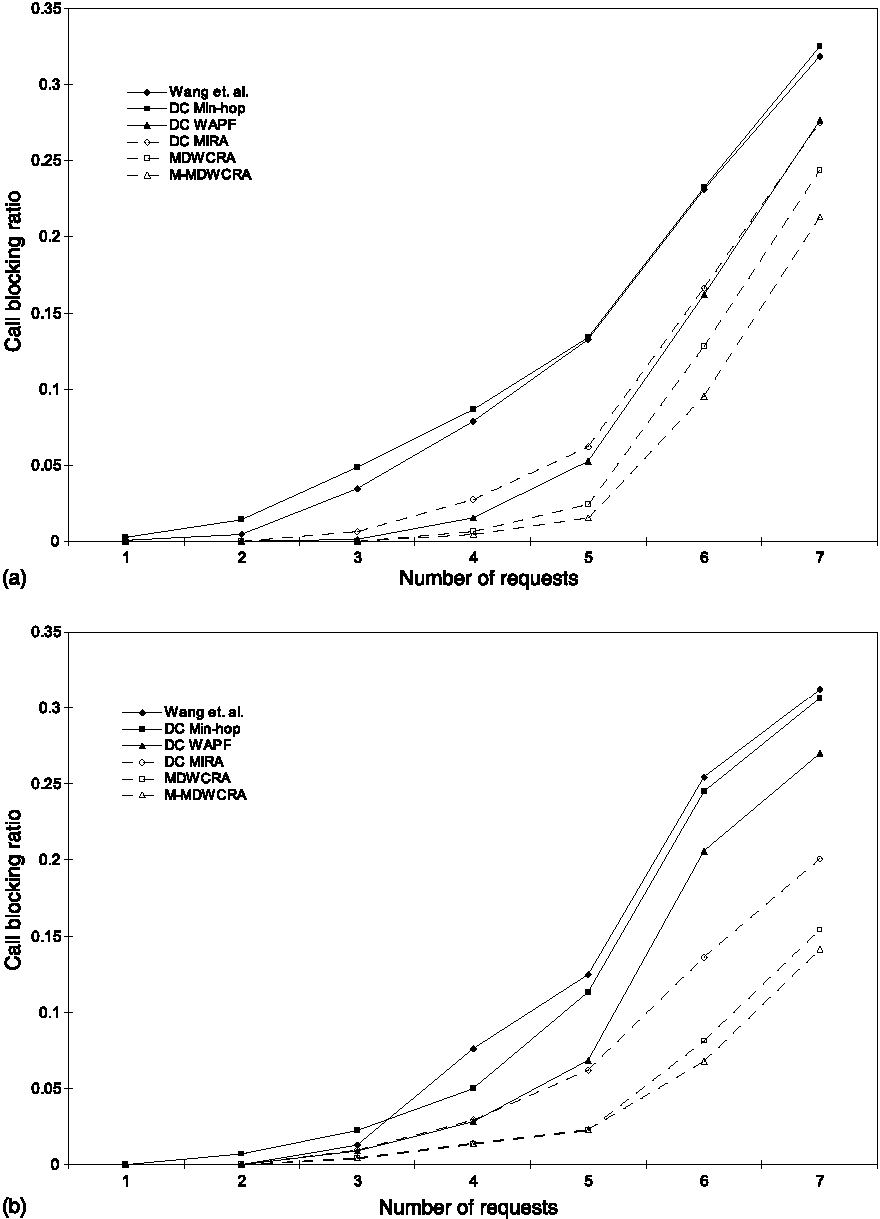 0.35
0.3
0.25
0.2
0.15
0.1
0.05
0
Call blocking ratio
Wang et. al.
DC Min-hop
DC WAPF
DC MIRA
MDWCRA
M-MDWCRA
1 2 3 4 5 6 7
Number of requests
(a)
0.35
0.3
0.25
0.2
0.15
0.1
0.05
0
Call blocking ratio
Wang et. al.
DC Min-hop
DC WAPF
DC MIRA
MDWCRA
M-MDWCRA
1 2 3 4 5 6 7
Number of requests
(b)